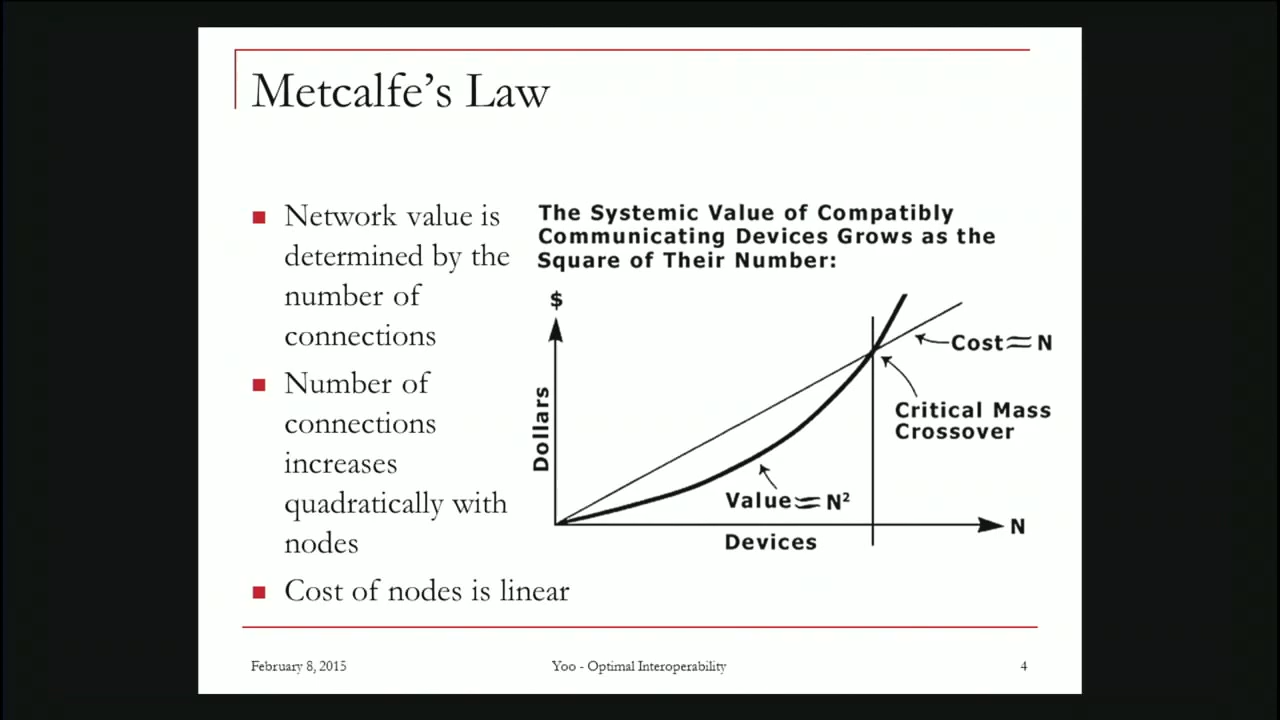 Metcalfe's Law
■ Network value is
determined by the
number of
connections
■ Number of
connections
increases
quadratically with
nodes
■ Cost of nodes is linear
The Systemic Value of Compatibly
Communicating Devices Grows as the
Square of Their Number:
$
Dollars
Cost≈N
Critical Mass
Crossover
Value≈N²
N
Devices
February 8, 2015
Yoo - Optimal Interoperability
4